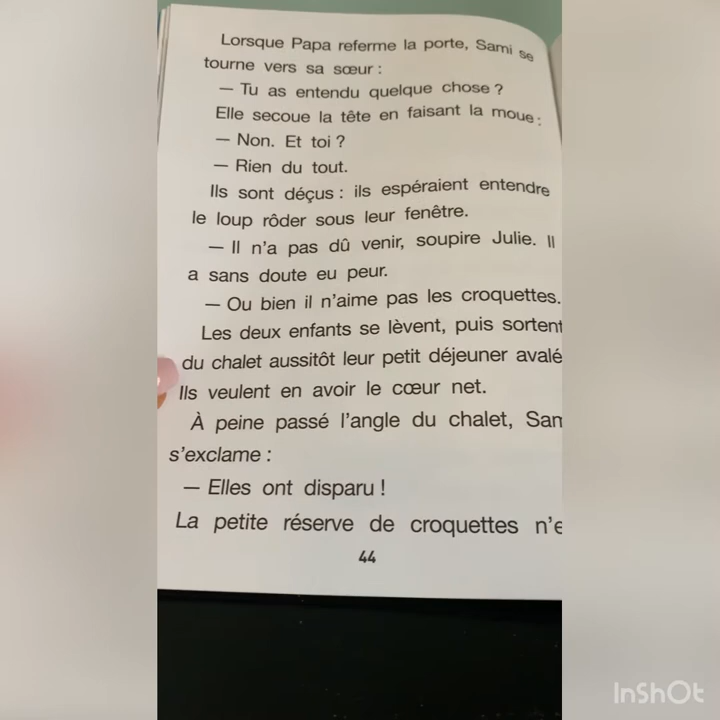 Lorsque Papa referme la porte, Sami se
tourne vers sa sœur :
— Tu as entendu quelque chose ?
Elle secoue la tête en faisant la moue :
— Non. Et toi ?
— Rien du tout.
Ils sont déçus : ils espéraient entendre
le loup rôder sous leur fenêtre.
— Il n'a pas dû venir, soupire Julie. Il
a sans doute eu peur.
— Ou bien il n'aime pas les croquettes.
Les deux enfants se lèvent, puis sortent
du chalet aussitôt leur petit déjeuner avalé
Ils veulent en avoir le cœur net.
À peine passé l'angle du chalet,
s'exclame :
— Elles ont disparu !
La petite réserve de croquettes
44
InShOt